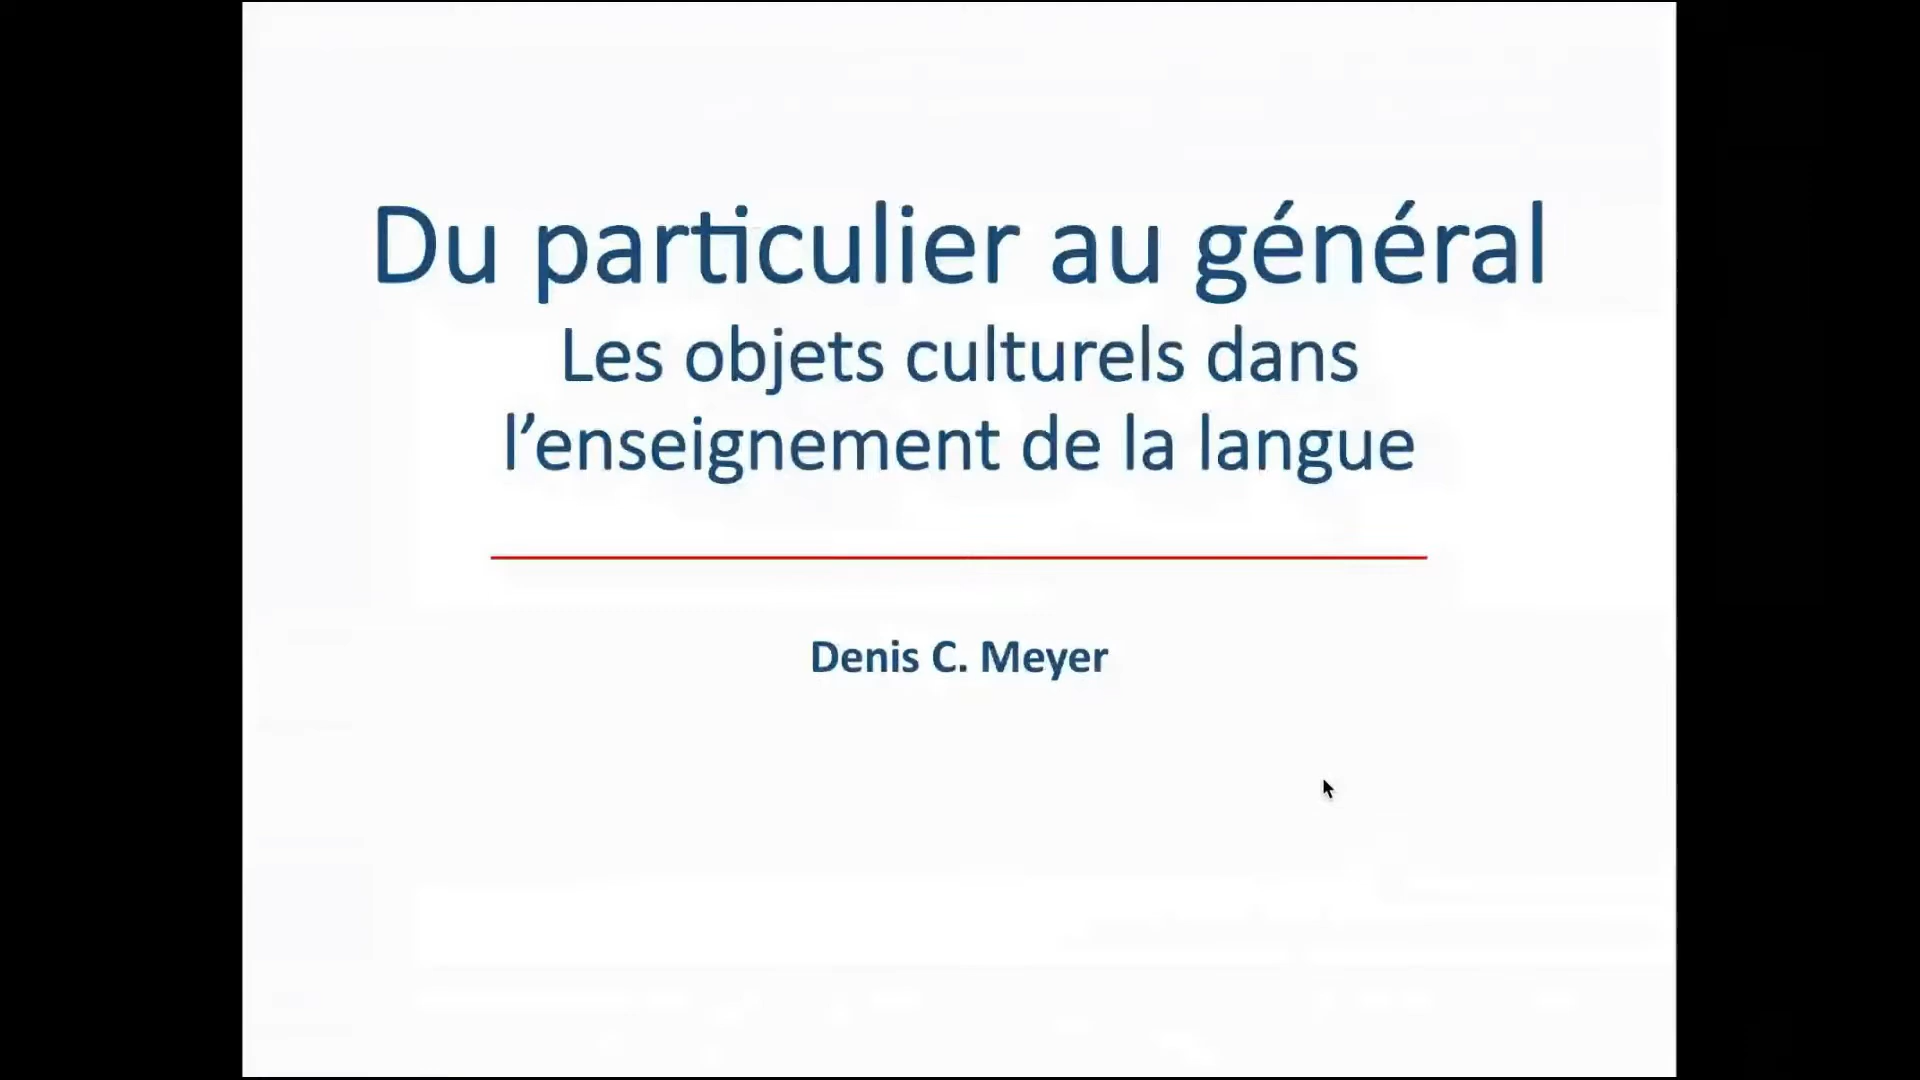 Du particulier au général
Les objets culturels dans
l’enseignement de la langue
Denis C. Meyer